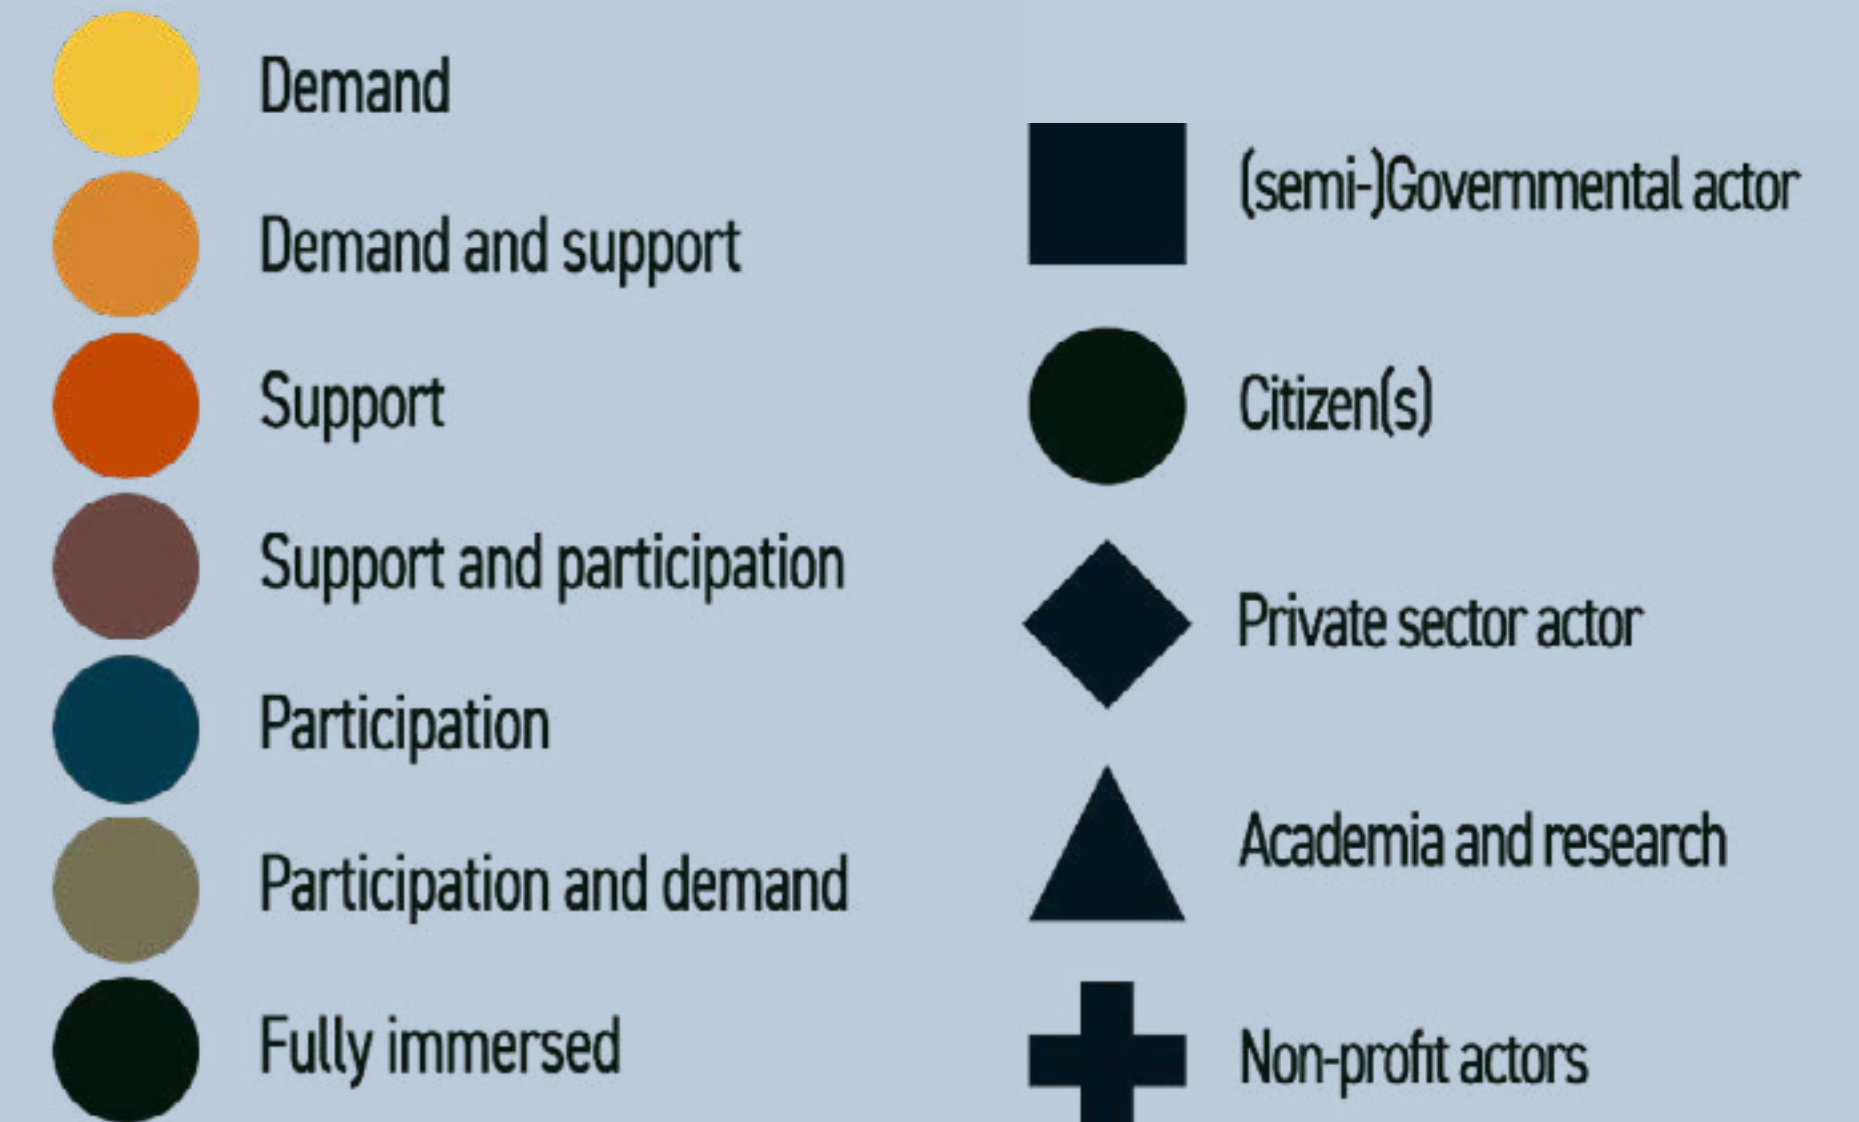 Demand
Demand and support
Support
Support and participation
Participation
Participation and demand
Fully immersed
(semi-)Governmental actor
Citizen(s)
Private sector actor
Academia and research
Non-profit actors